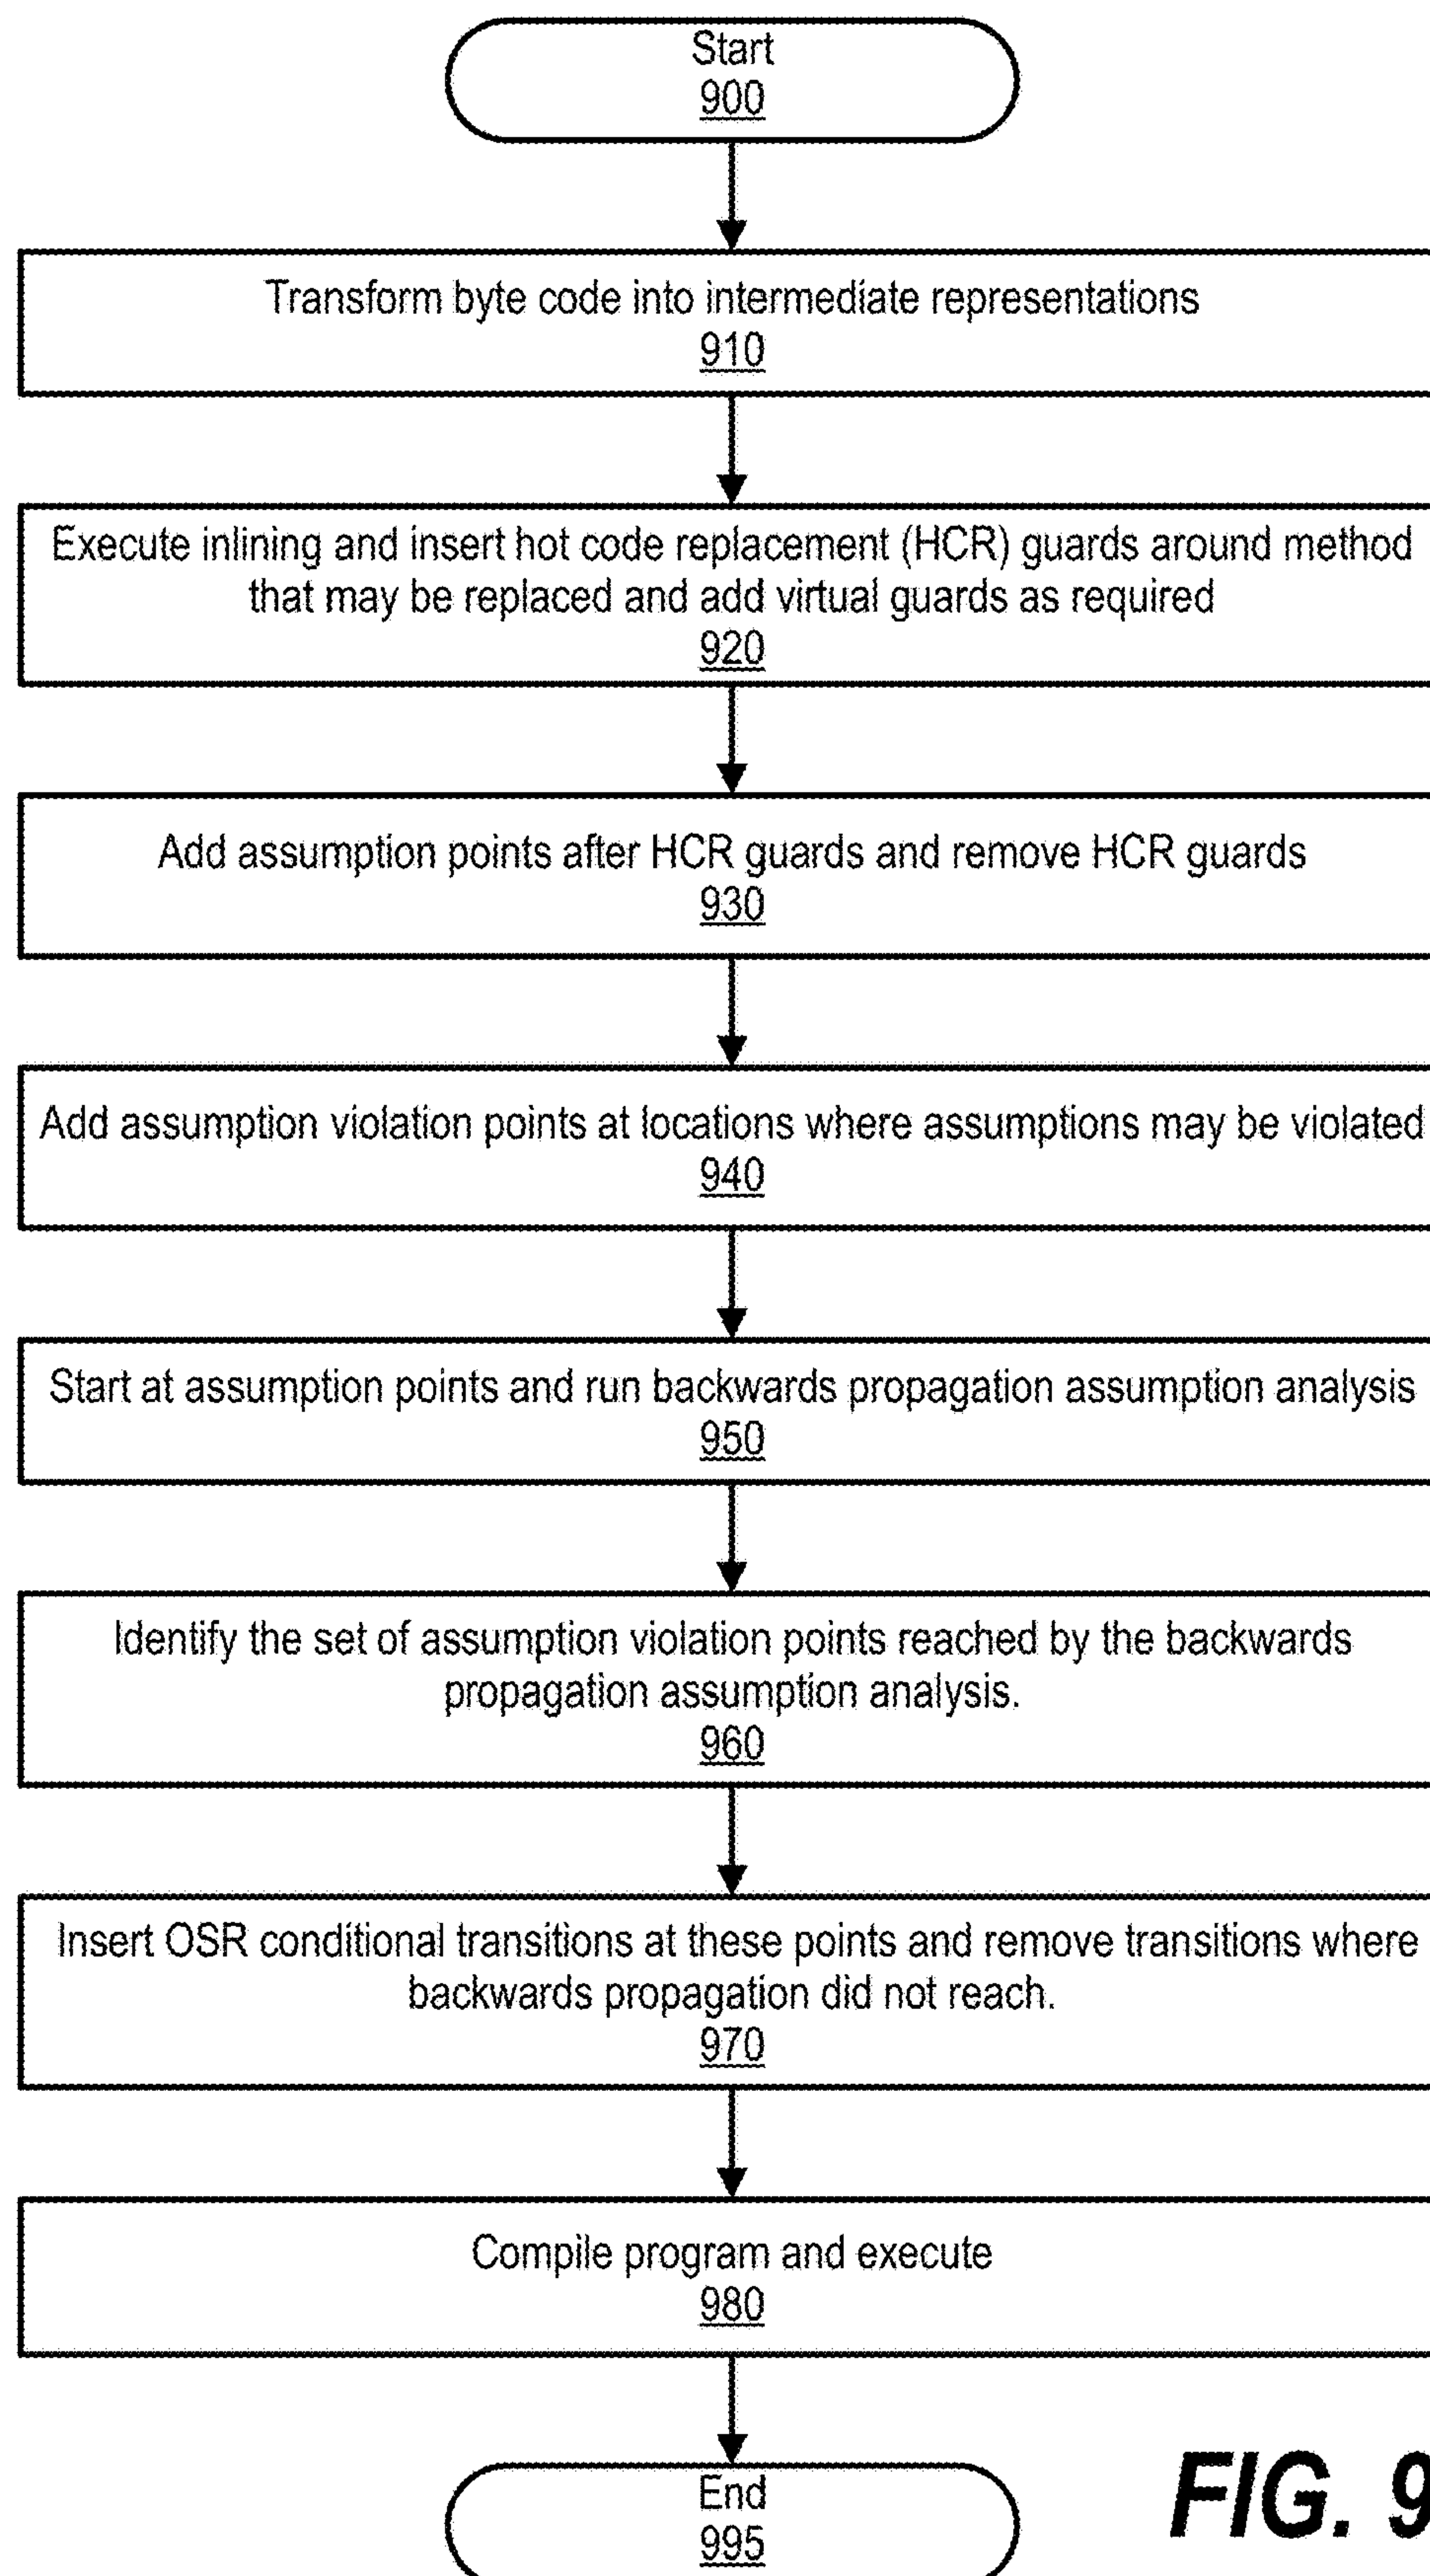 Start
900
Transform byte code into intermediate representations
910
Execute inlining and insert hot code replacement (HCR) guards around method
that may be replaced and add virtual guards as required
920
Add assumption points after HCR guards and remove HCR guards
930
Add assumption violation points at locations where assumptions may be violated
940
Start at assumption points and run backwards propagation assumption analysis
950
Identify the set of assumption violation points reached by the backwards
propagation assumption analysis.
960
Insert OSR conditional transitions at these points and remove transitions where
backwards propagation did not reach.
970
Compile program and execute
980
End
995
FIG. 9